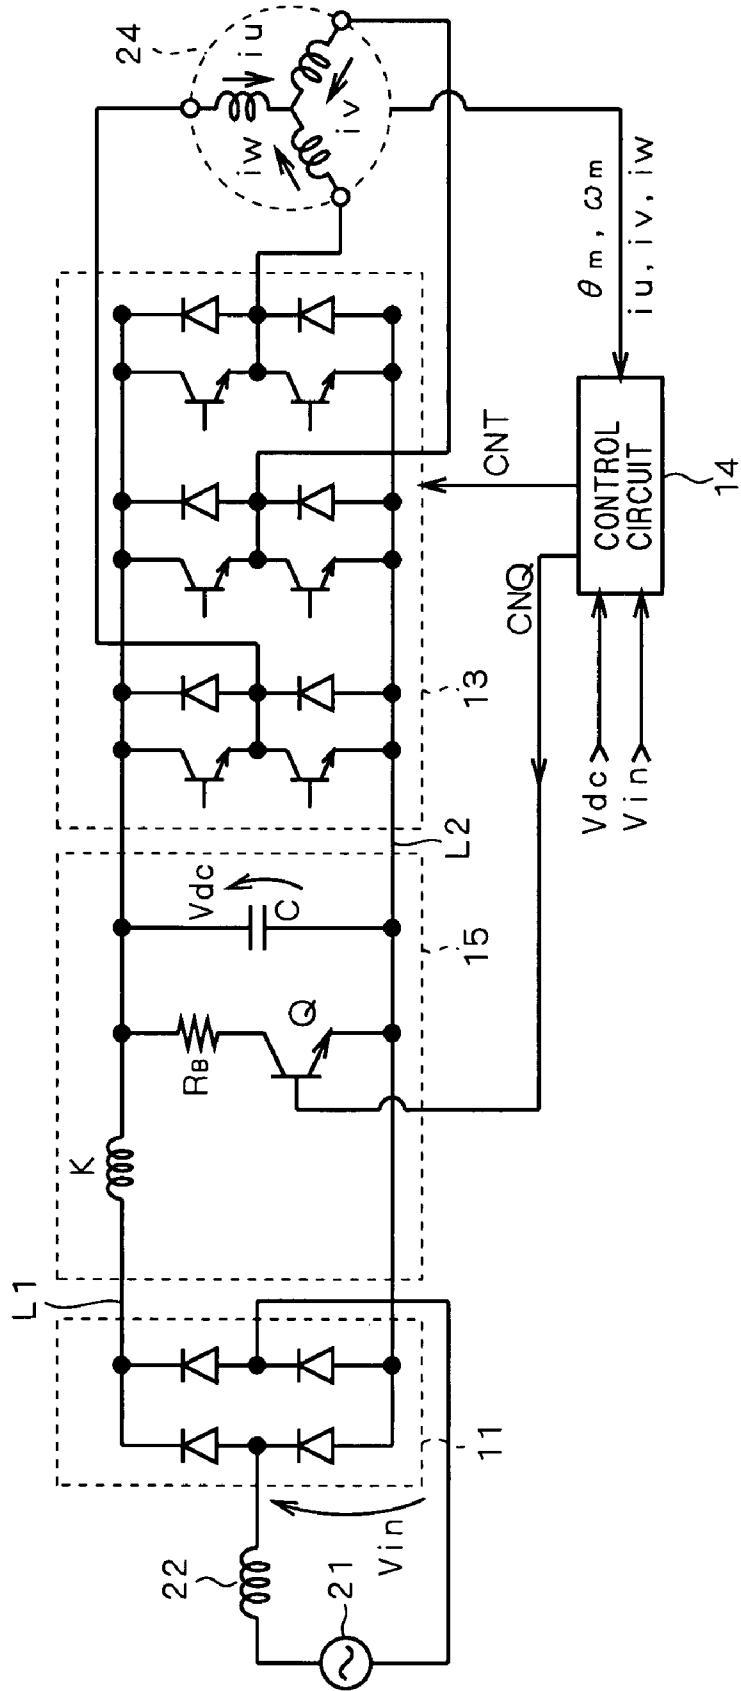 24
iu
iw
iv
θm, ωm
iu, iv, iw
CNT
CONTROL
CIRCUIT
14
CNQ
13
Vdc
Vin
L2
Vdc
C
15
Q
RB
K
L1
11
Vin
22
21